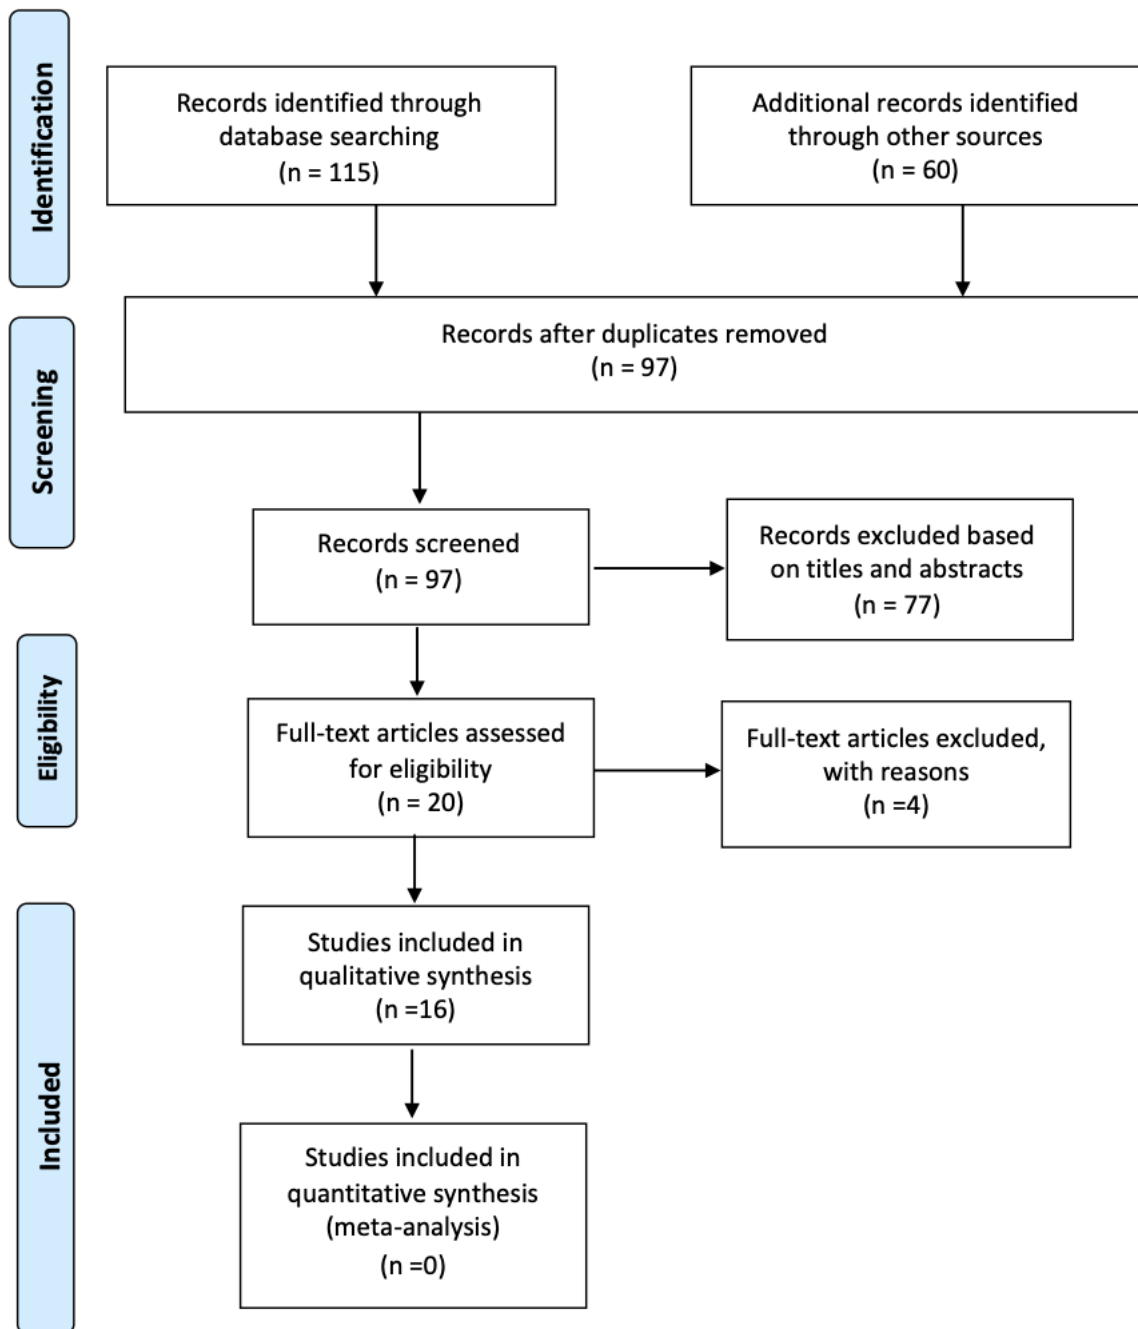 Identification
Records identified through
database searching
(n = 115)
Additional records identified
through other sources
(n = 60)
Screening
Records after duplicates removed
(n = 97)
Records screened
(n = 97)
Records excluded based
on titles and abstracts
(n = 77)
Eligibility
Full-text articles assessed
for eligibility
(n = 20)
Full-text articles excluded,
with reasons
(n =4)
Included
Studies included in
qualitative synthesis
(n =16)
Studies included in
quantitative synthesis
(meta-analysis)
(n =0)